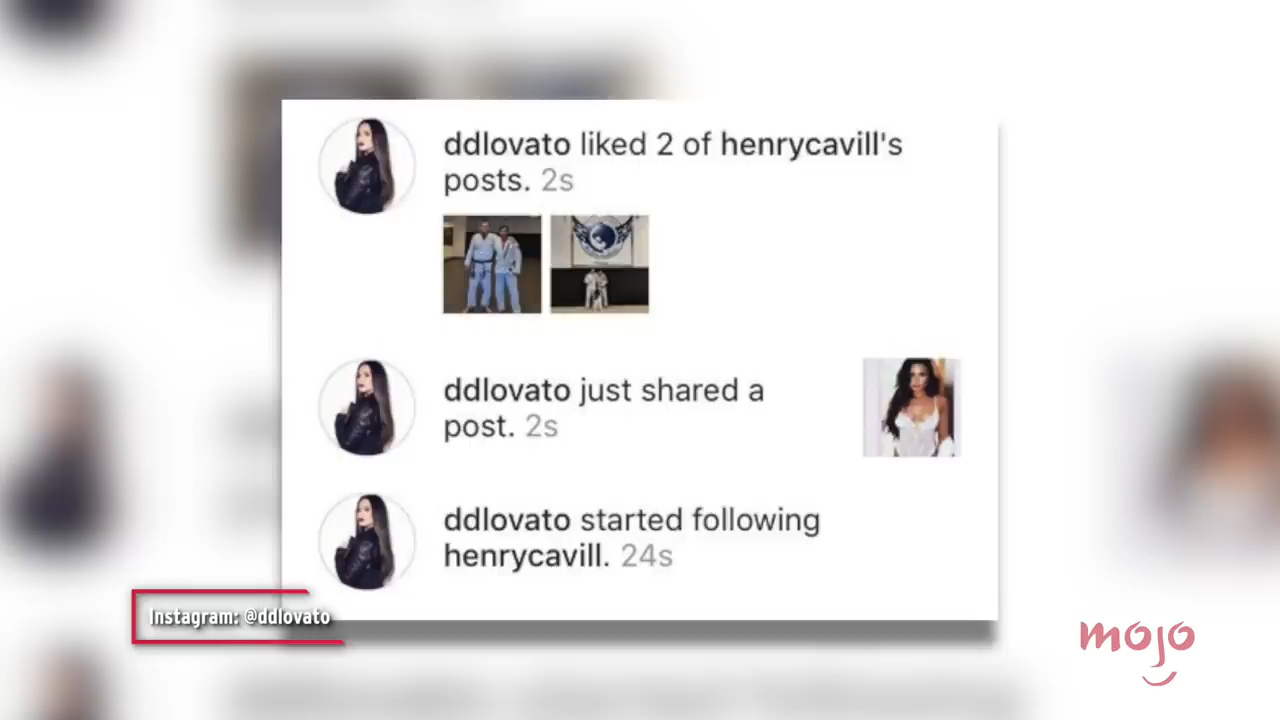 ddlovato liked 2 of henrycavill's
posts. 2s
ddlovato just shared a
post. 2s
ddlovato started following
henrycavill. 24s
Instagram: @ddlovato
mojo